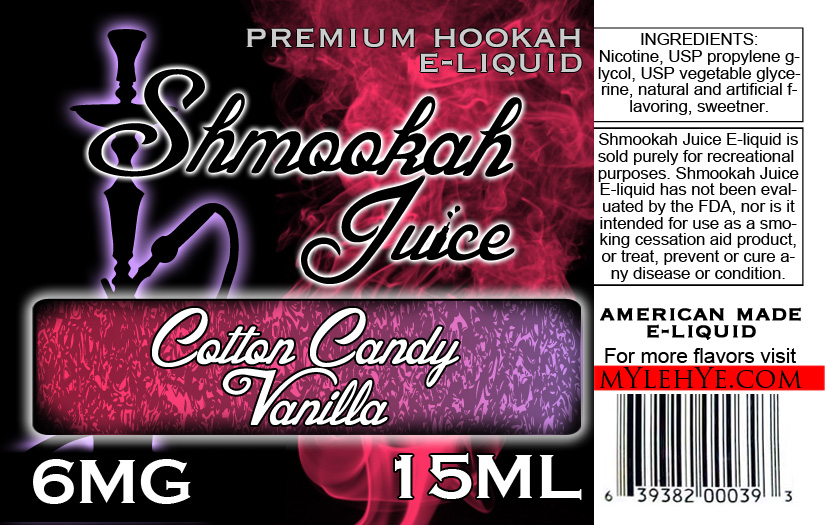 PREMIUM HOOKAH
E-LIQUID
Shmookah
Juice
Cotton Candy
Vanilla
6MG
15ML
INGREDIENTS:
Nicotine, USP propylene g-
lycol, USP vegetable glyce-
rine, natural and artificial f-
lavoring, sweetner.
Shmookah Juice E-liquid is
sold purely for recreational
purposes. Shmookah Juice
E-liquid has not been eval-
uated by the FDA, nor is it
intended for use as a smo-
king cessation aid product,
or treat, prevent or cure a-
ny disease or condition.
AMERICAN MADE
E-LIQUID
For more flavors visit
MYLEHYE.COM
6 39382 00039 3